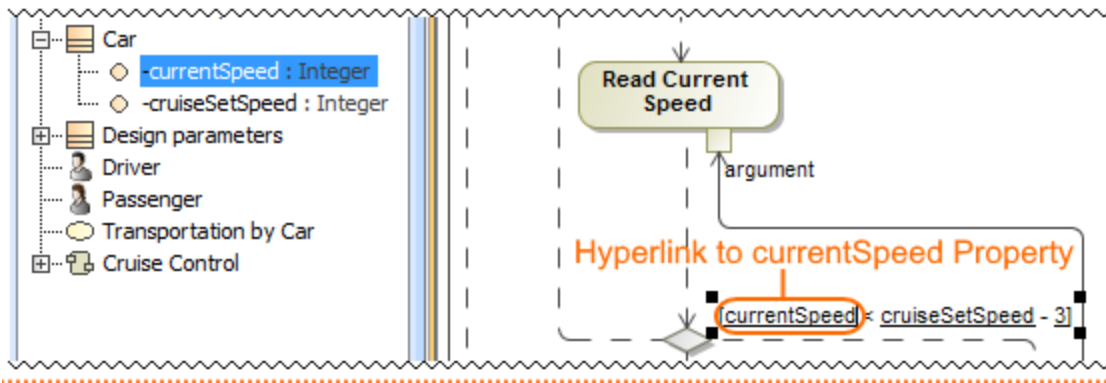 Car
-currentSpeed : Integer
-cruiseSetSpeed : Integer
Design parameters
Driver
Passenger
Transportation by Car
Cruise Control
Read Current
Speed
argument
Hyperlink to currentSpeed Property
[currentSpeed < cruiseSetSpeed - 3]